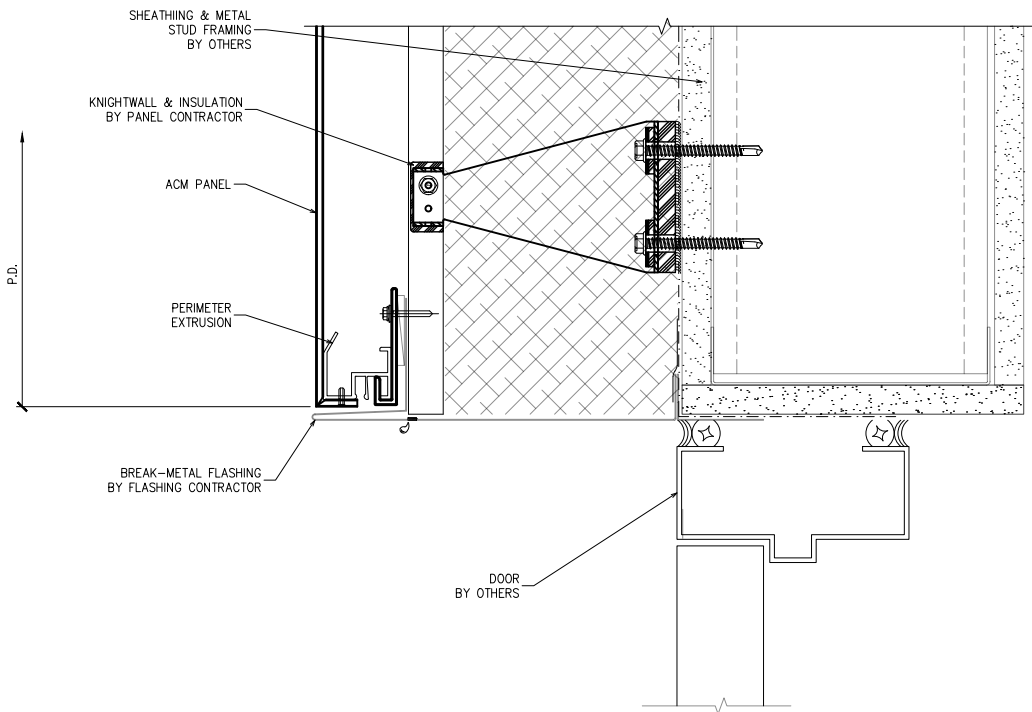 SHEATHIING & METAL
STUD FRAMING
BY OTHERS
KNIGHTWALL & INSULATION
BY PANEL CONTRACTOR
ACM PANEL
P.D.
PERIMETER
EXTRUSION
BREAK-METAL FLASHING
BY FLASHING CONTRACTOR
DOOR
BY OTHERS